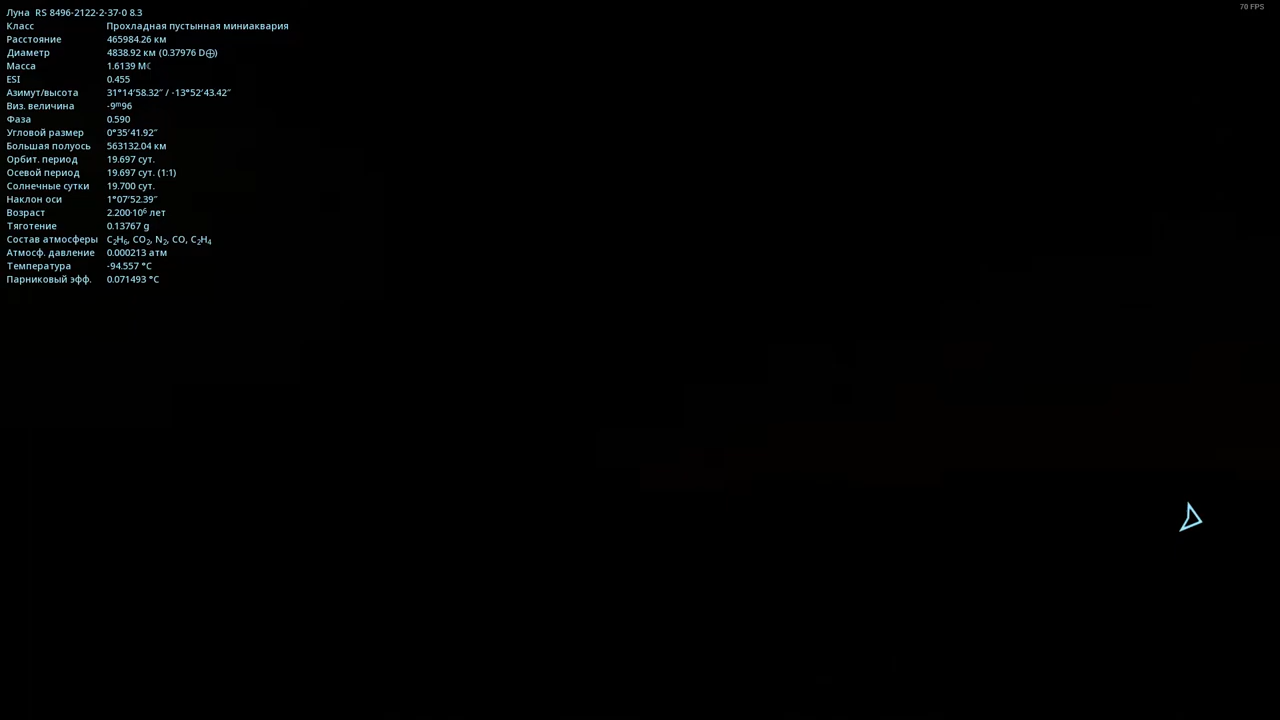 70 FPS
Луна RS 8496-2122-2-37-0 8.3
Класс Прохладная пустынная миниаквария
Расстояние 465984.26 км
Диаметр 4838.92 км (0.37976 D⊕)
Масса 1.6139 M☾
ESI 0.455
Азимут/высота 31°14′58.32″ / -13°52′43.42″
Виз. величина -9ᵐ96
Фаза 0.590
Угловой размер 0°35′41.92″
Большая полуось 563132.04 км
Орбит. период 19.697 сут.
Осевой период 19.697 сут. (1:1)
Солнечные сутки 19.700 сут.
Наклон оси 1°07′52.39″
Возраст 2.200·10⁶ лет
Тяготение 0.13767 g
Состав атмосферы C₂H₆, CO₂, N₂, CO, C₂H₄
Атмосф. давление 0.000213 атм
Температура -94.557 °C
Парниковый эфф. 0.071493 °C